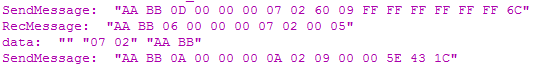 SendMessage:  "AA BB 0D 00 00 00 07 02 60 09 FF FF FF FF FF FF 6C"
RecMessage:  "AA BB 06 00 00 00 07 02 00 05"
data:  "" "07 02" "AA BB"
SendMessage:  "AA BB 0A 00 00 00 0A 02 09 00 00 5E 43 1C"